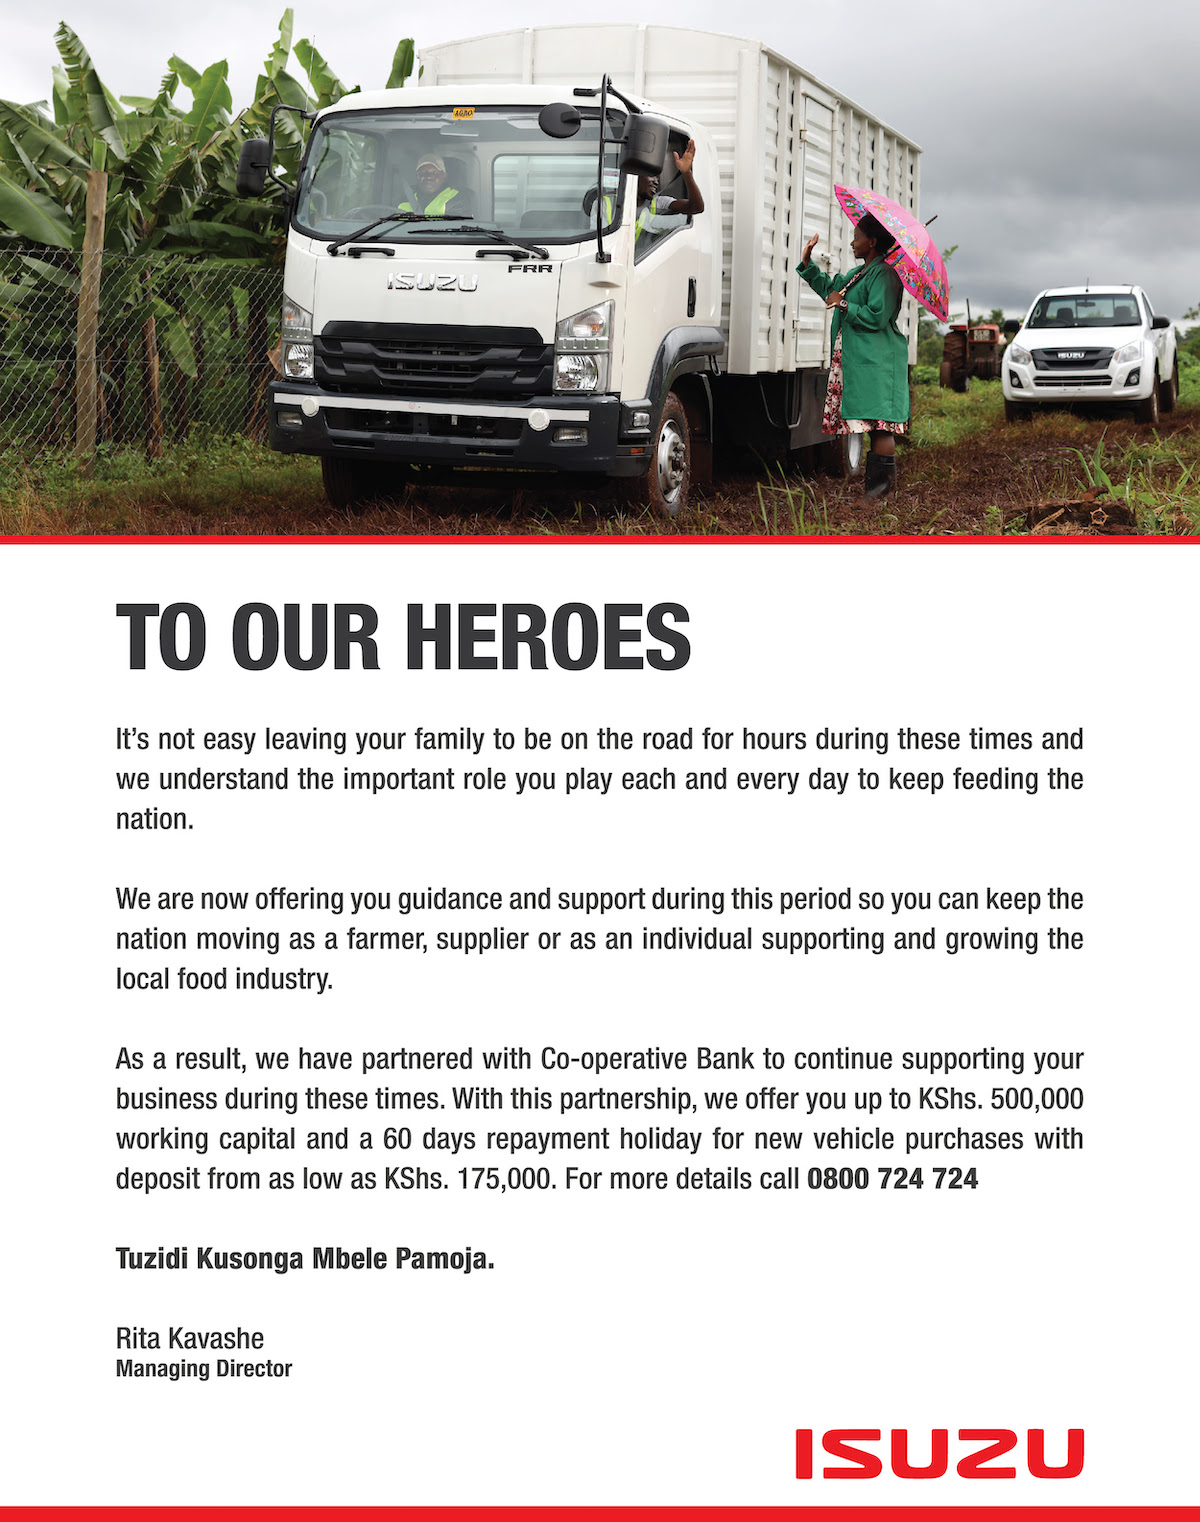 AGRO
ISUZU
FRR
ISUZU
TO OUR HEROES
It’s not easy leaving your family to be on the road for hours during these times and
we understand the important role you play each and every day to keep feeding the
nation.
We are now offering you guidance and support during this period so you can keep the
nation moving as a farmer, supplier or as an individual supporting and growing the
local food industry.
As a result, we have partnered with Co-operative Bank to continue supporting your
business during these times. With this partnership, we offer you up to KShs. 500,000
working capital and a 60 days repayment holiday for new vehicle purchases with
deposit from as low as KShs. 175,000. For more details call 0800 724 724
Tuzidi Kusonga Mbele Pamoja.
Rita Kavashe
Managing Director
ISUZU